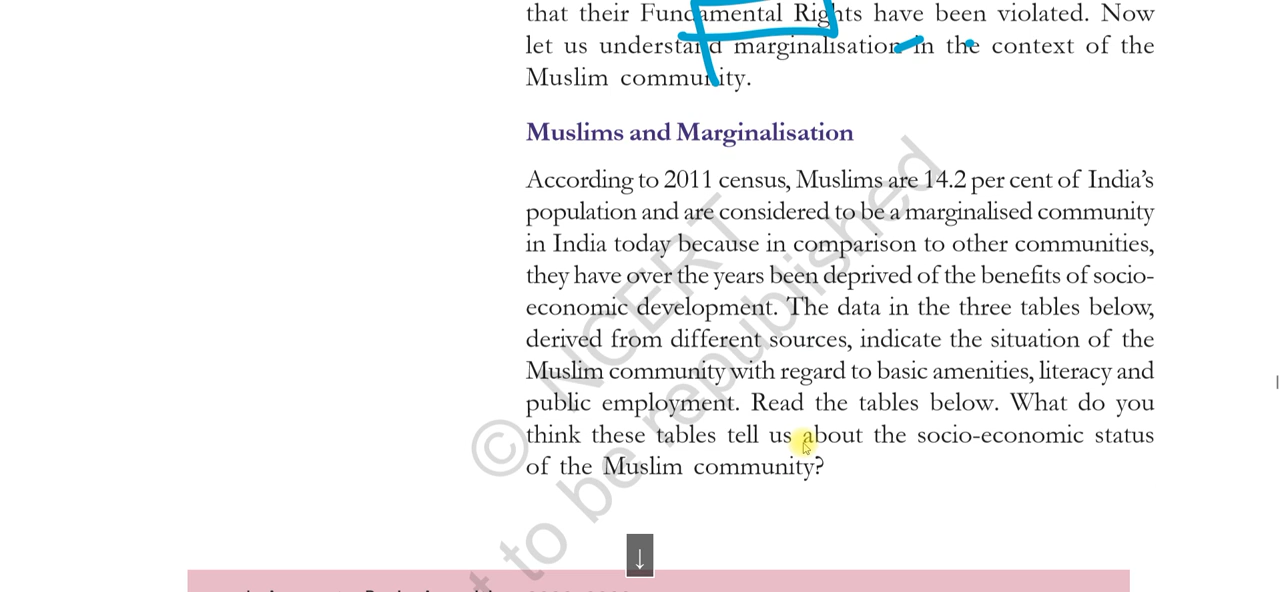 that their Fundamental Rights have been violated. Now
let us understand marginalisation in the context of the
Muslim community.
Muslims and Marginalisation
According to 2011 census, Muslims are 14.2 per cent of India's
population and are considered to be a marginalised community
in India today because in comparison to other communities,
they have over the years been deprived of the benefits of socio-
economic development. The data in the three tables below,
derived from different sources, indicate the situation of the
Muslim community with regard to basic amenities, literacy and
public employment. Read the tables below. What do you
think these tables tell us about the socio-economic status
of the Muslim community?
© NCERT
to be republished